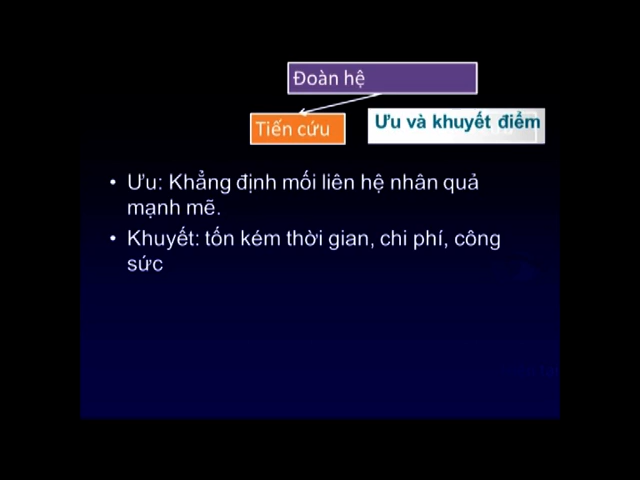 Đoàn hệ
Tiến cứu
Ưu và khuyết điểm
• Ưu: Khẳng định mối liên hệ nhân quả
mạnh mẽ.
• Khuyết: tốn kém thời gian, chi phí, công
sức